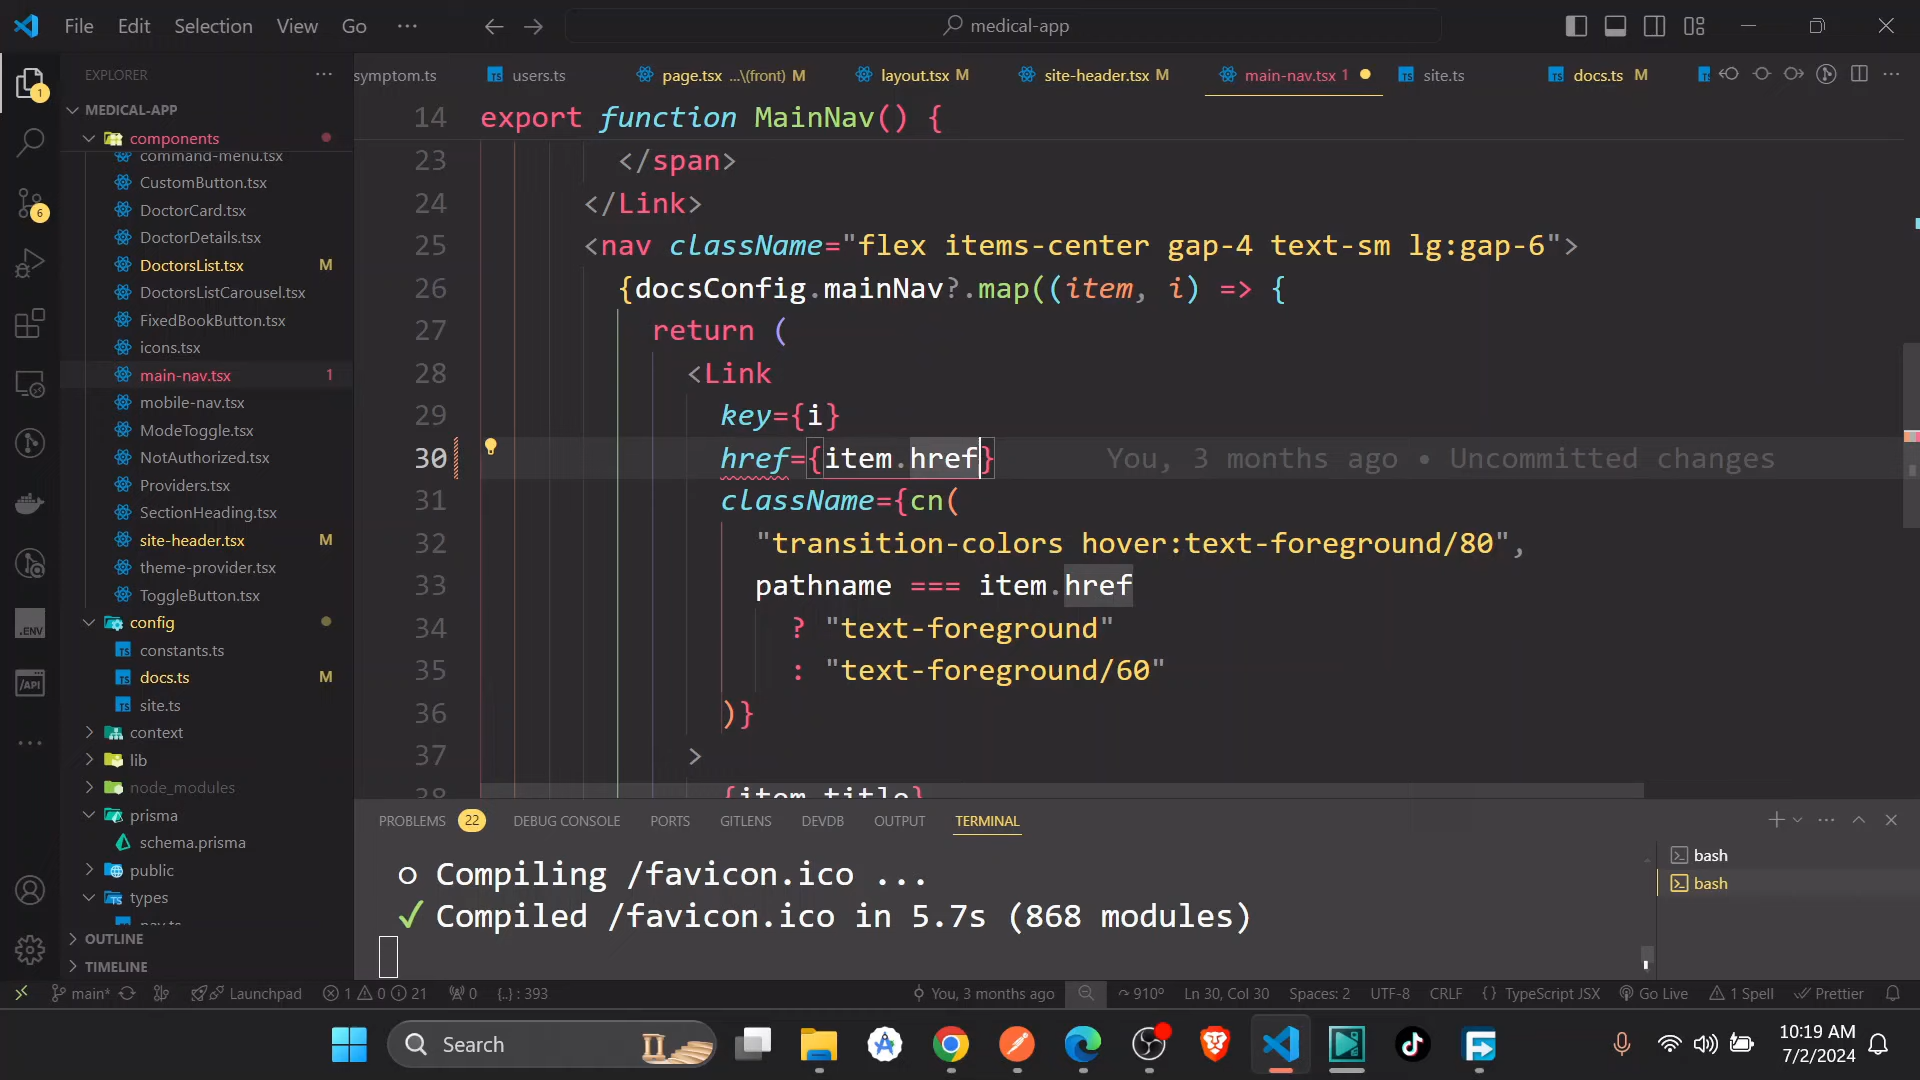 File Edit Selection View Go ··· medical-app
EXPLORER ···
MEDICAL-APP
components
command-menu.tsx
CustomButton.tsx
DoctorCard.tsx
DoctorDetails.tsx
DoctorsList.tsx M
DoctorsListCarousel.tsx
FixedBookButton.tsx
icons.tsx
main-nav.tsx 1
mobile-nav.tsx
ModeToggle.tsx
NotAuthorized.tsx
Providers.tsx
SectionHeading.tsx
site-header.tsx M
theme-provider.tsx
ToggleButton.tsx
config
constants.ts
docs.ts M
site.ts
context
lib
node_modules
prisma
schema.prisma
public
types
nav.ts
OUTLINE
TIMELINE
1
6
.ENV
/API
symptom.ts users.ts page.tsx ...\(front) M layout.tsx M site-header.tsx M main-nav.tsx 1 site.ts docs.ts M
14 export function MainNav() {
23 </span>
24 </Link>
25 <nav className="flex items-center gap-4 text-sm lg:gap-6">
26 {docsConfig.mainNav?.map((item, i) => {
27 return (
28 <Link
29 key={i}
30 href={item.href} You, 3 months ago • Uncommitted changes
31 className={cn(
32 "transition-colors hover:text-foreground/80",
33 pathname === item.href
34 ? "text-foreground"
35 : "text-foreground/60"
36 )}
37 >
38 {item.title}
PROBLEMS 22 DEBUG CONSOLE PORTS GITLENS DEVDB OUTPUT TERMINAL
○ Compiling /favicon.ico ...
✓ Compiled /favicon.ico in 5.7s (868 modules)
bash
bash
main* Launchpad 1 0 21 0 {..} : 393 You, 3 months ago 910º Ln 30, Col 30 Spaces: 2 UTF-8 CRLF {} TypeScript JSX Go Live 1 Spell Prettier
Search
10:19 AM
7/2/2024